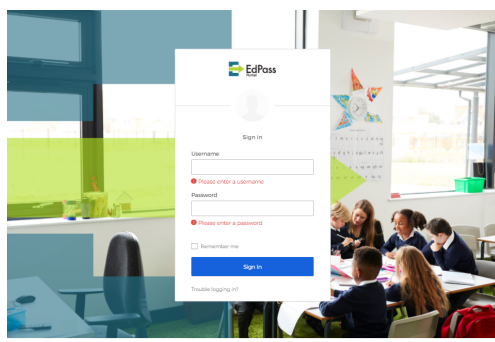 EdPass
Sign in
Username
Please enter a username
Password
Please enter a password
Remember me
Sign In
Trouble logging in?